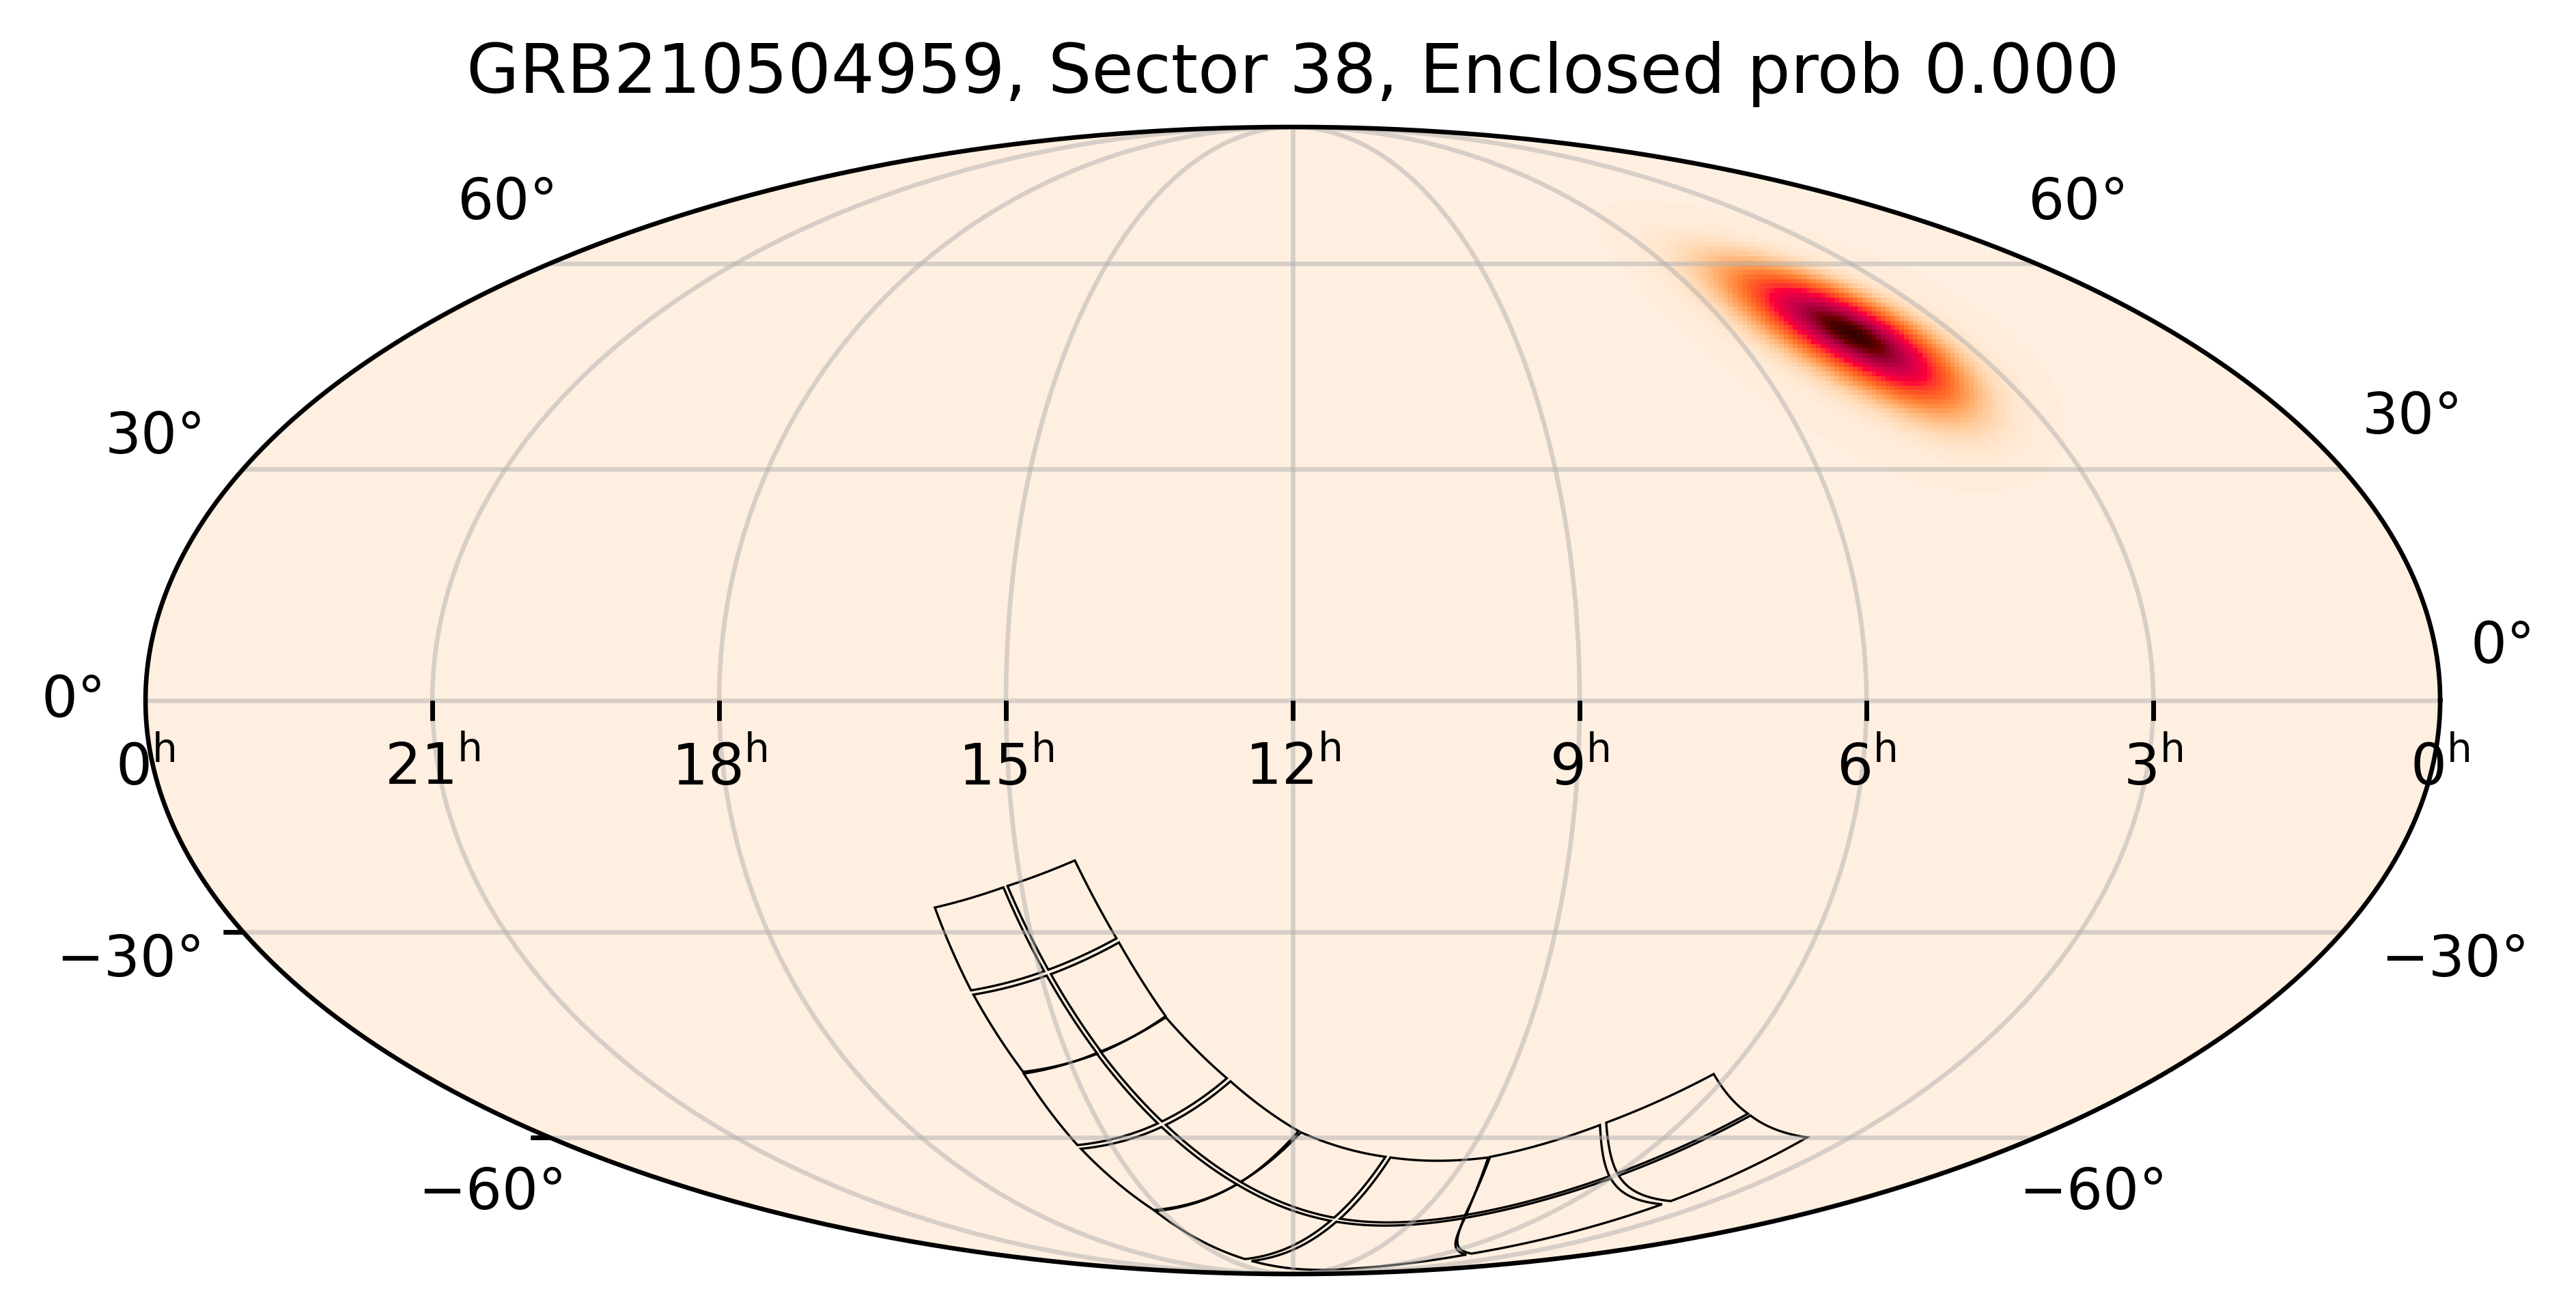 GRB210504959, Sector 38, Enclosed prob 0.000
60° 60°
30° 30°
0° 0°
0ʰ 21ʰ 18ʰ 15ʰ 12ʰ 9ʰ 6ʰ 3ʰ 0ʰ
−30° −30°
−60° −60°